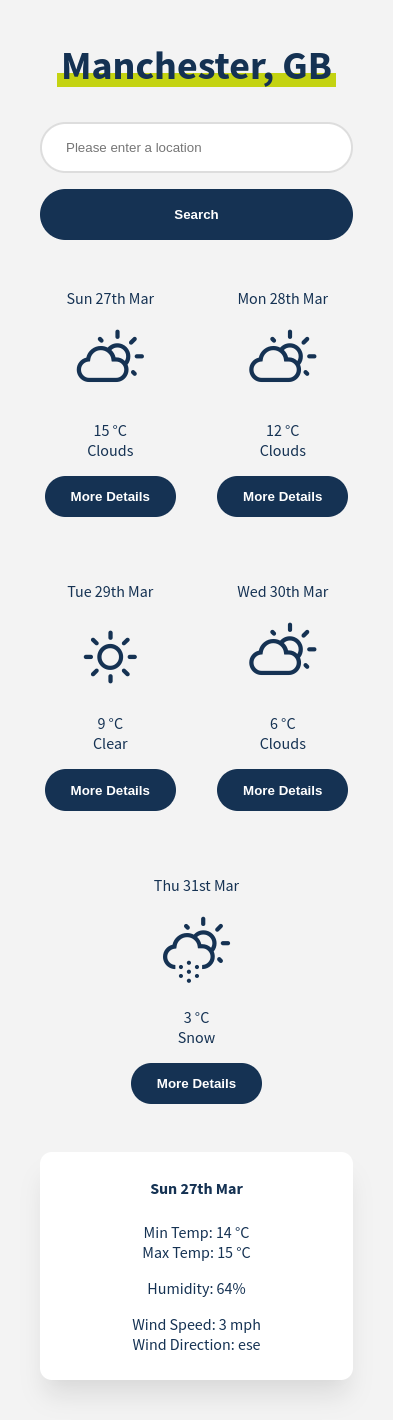 Manchester, GB
Please enter a location
Search
Sun 27th Mar
15 °C
Clouds
More Details
Mon 28th Mar
12 °C
Clouds
More Details
Tue 29th Mar
9 °C
Clear
More Details
Wed 30th Mar
6 °C
Clouds
More Details
Thu 31st Mar
3 °C
Snow
More Details
Sun 27th Mar
Min Temp: 14 °C
Max Temp: 15 °C
Humidity: 64%
Wind Speed: 3 mph
Wind Direction: ese